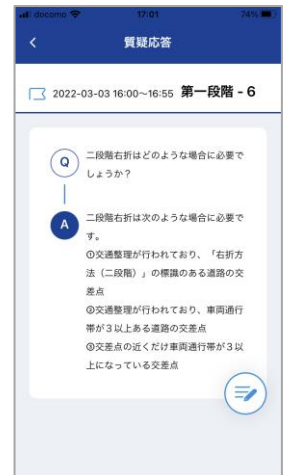 docomo 17:01 74%
質疑応答
2022-03-03 16:00~16:55 第一段階 - 6
Q 二段階右折はどのような場合に必要で
しょうか？
A 二段階右折は次のような場合に必要で
す。
①交通整理が行われており、「右折方
法（二段階）」の標識のある道路の交
差点
②交通整理が行われており、車両通行
帯が３以上ある道路の交差点
③交差点の近くだけ車両通行帯が３以
上になっている交差点